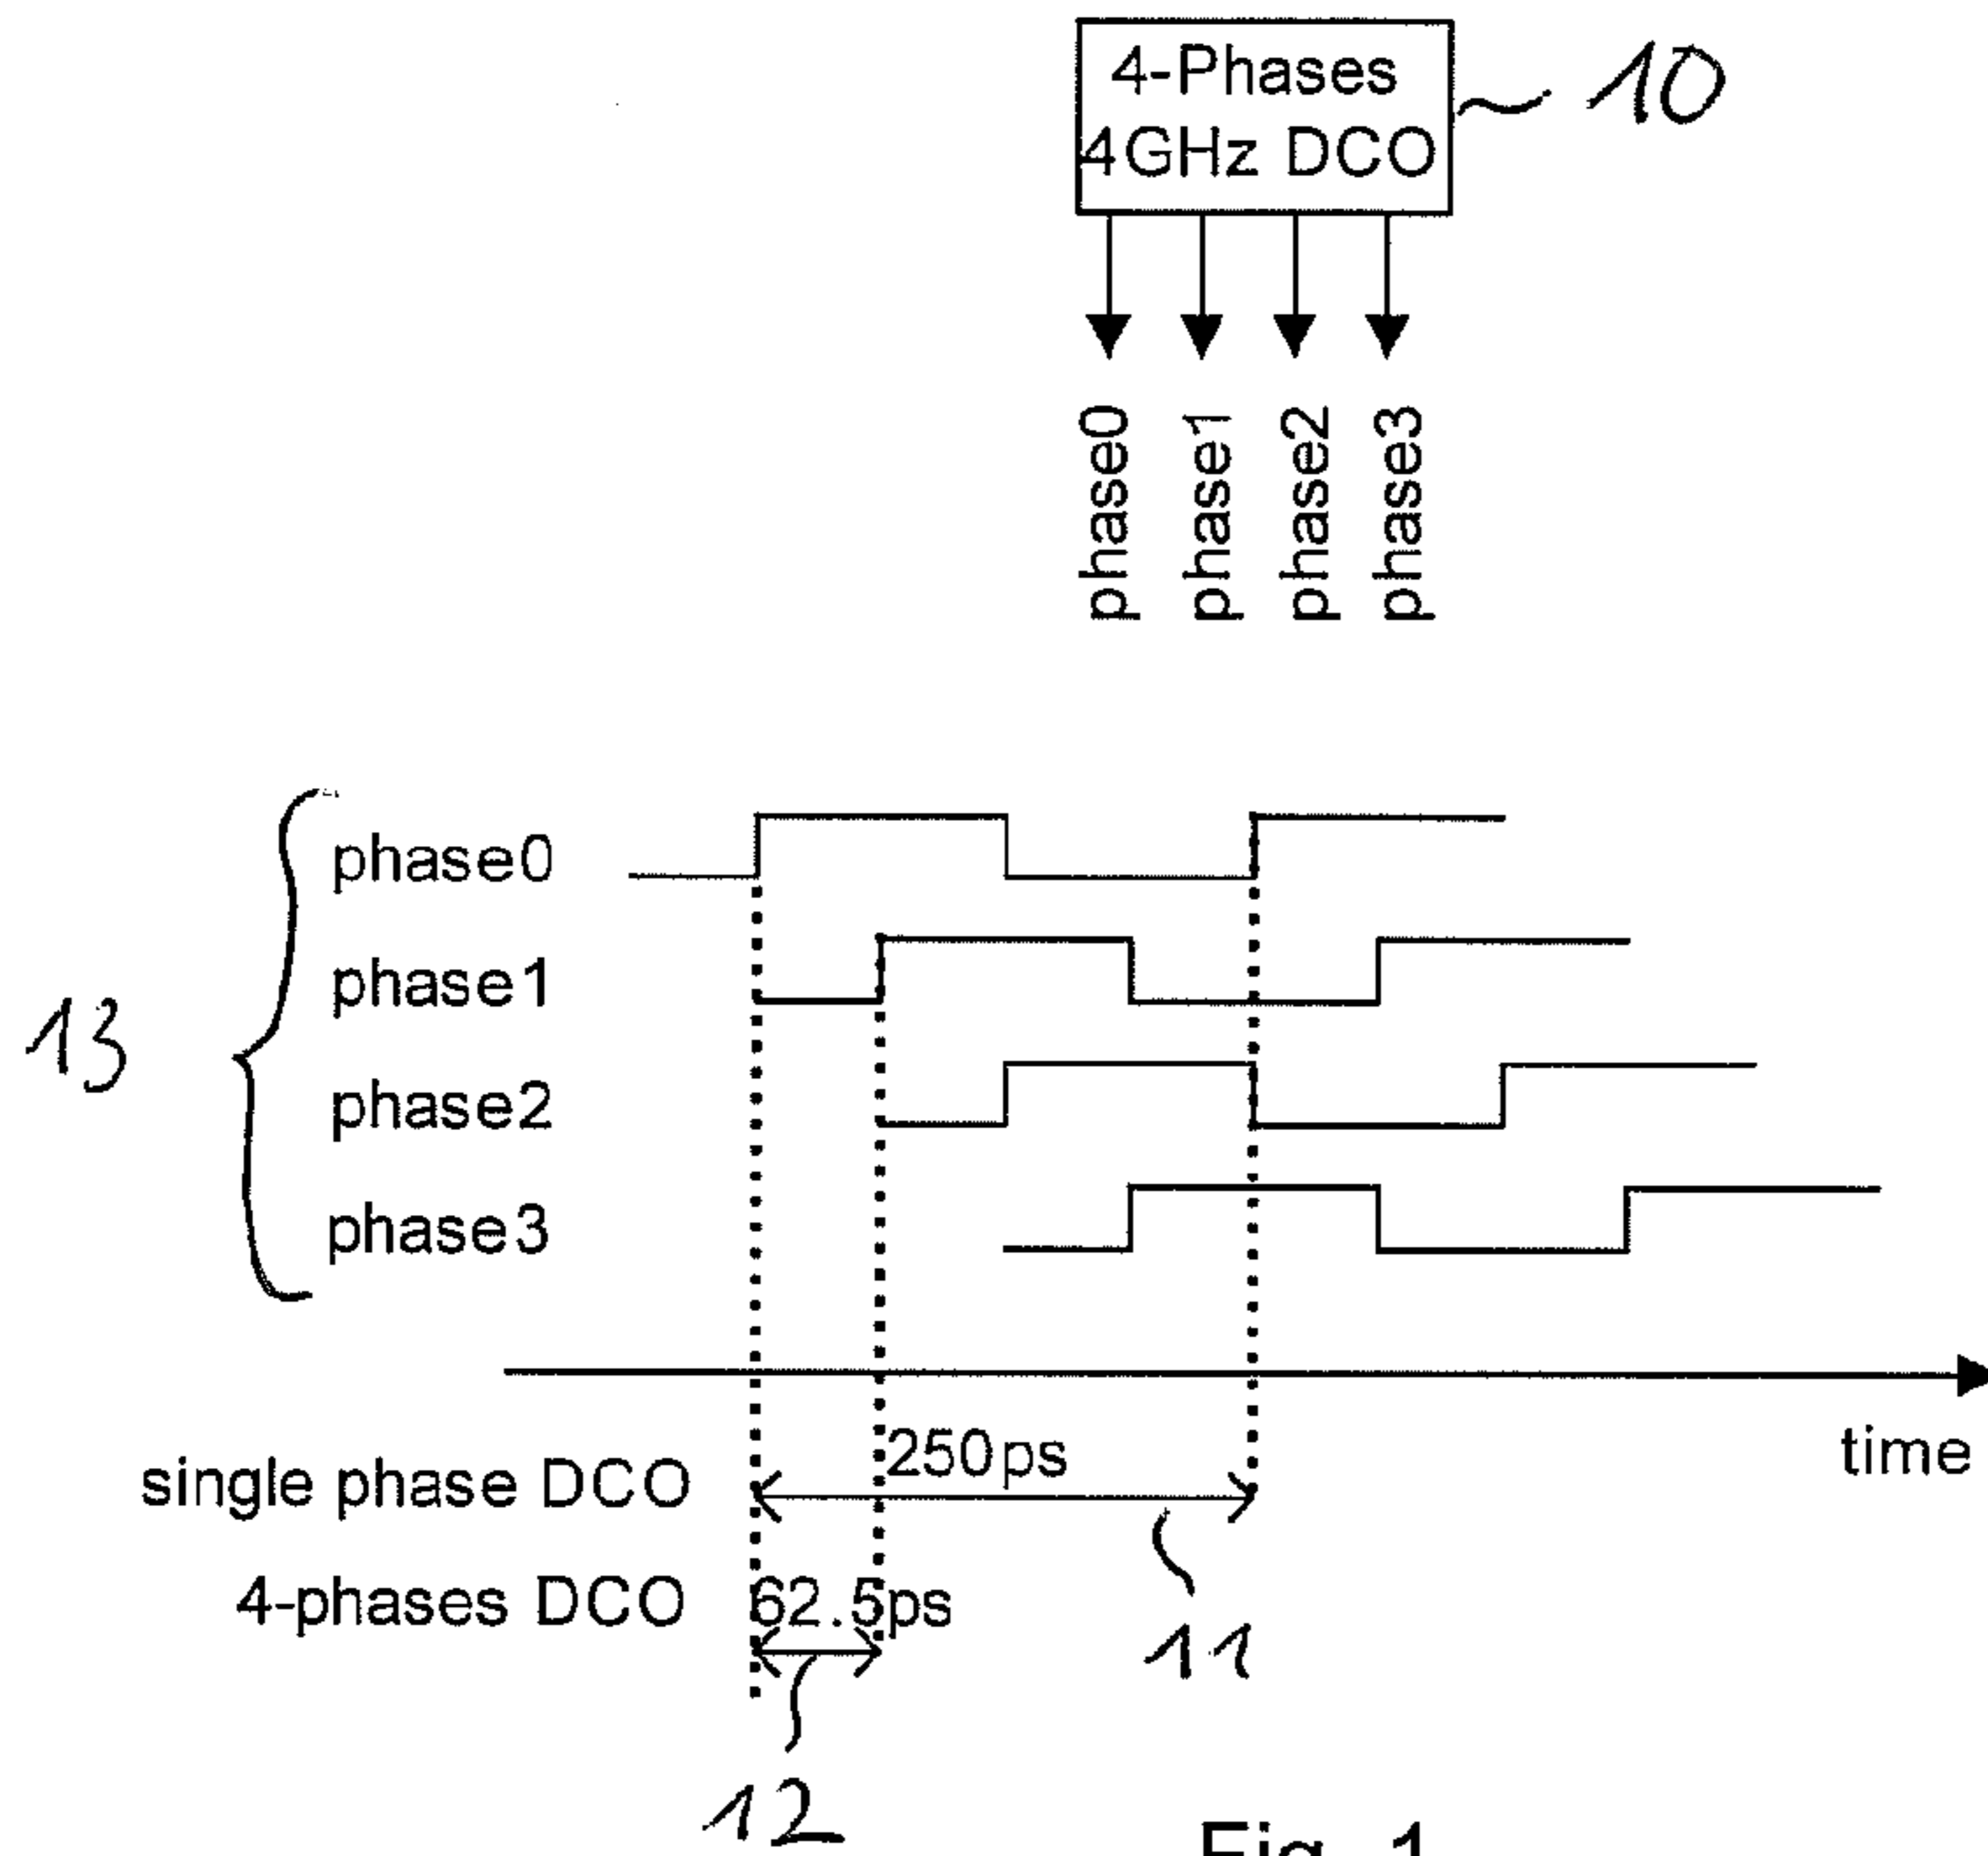 4-Phases
4GHz DCO
10
phase0
phase1
phase2
phase3
13
phase0
phase1
phase2
phase3
time
single phase DCO
250ps
4-phases DCO
62.5ps
11
12
Fig. 1